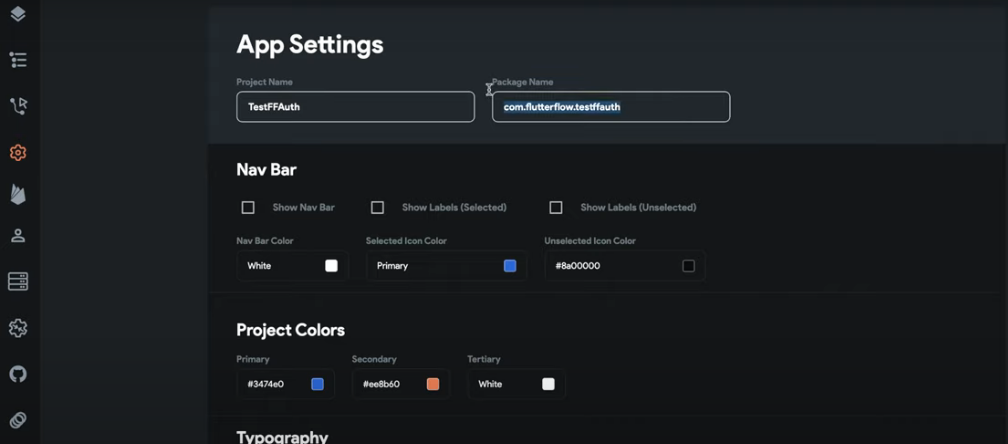 App Settings
Project Name Package Name
TestFFAuth com.flutterflow.testffauth
Nav Bar
Show Nav Bar Show Labels (Selected) Show Labels (Unselected)
Nav Bar Color Selected Icon Color Unselected Icon Color
White Primary #8a00000
Project Colors
Primary Secondary Tertiary
#3474e0 #ee8b60 White
Typography